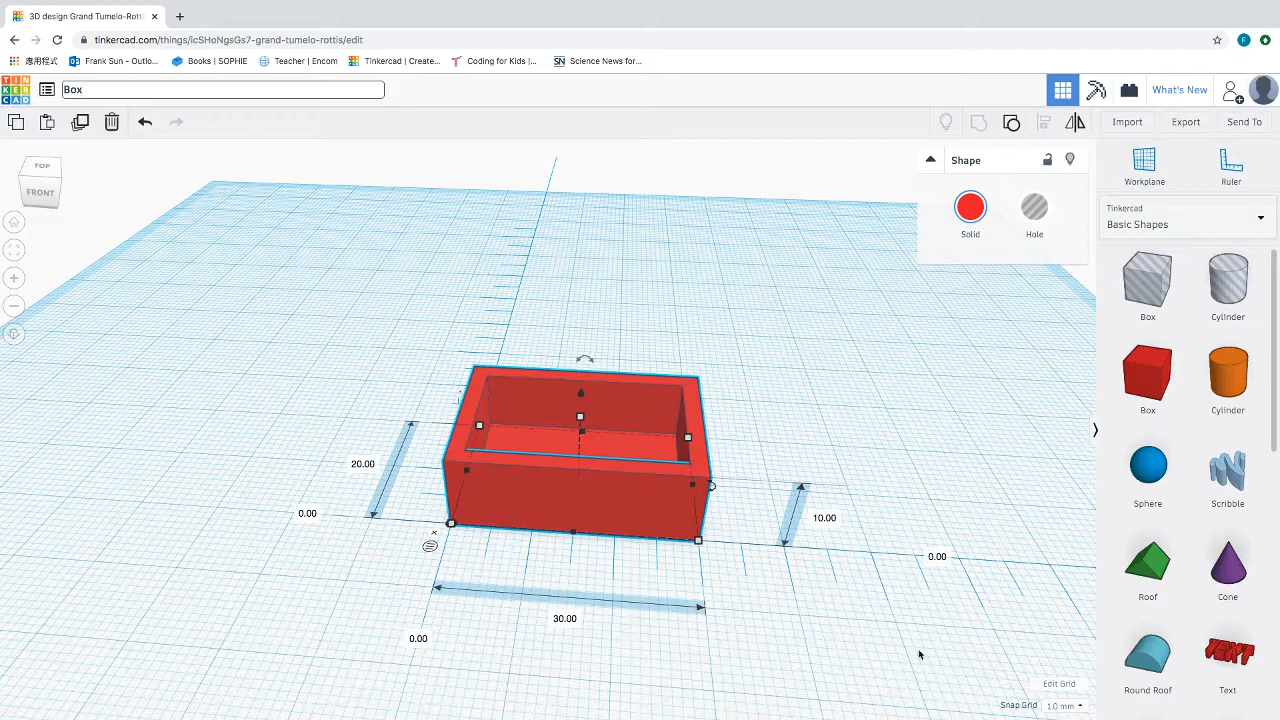 3D design Grand Tumelo-Rotti
tinkercad.com/things/icSHoNgsGs7-grand-tumelo-rottis/edit
應用程式 Frank Sun - Outlo... Books | SOPHIE Teacher | Encom Tinkercad | Create... Coding for Kids |... SN Science News for...
TIN
KER
CAD
Box
What's New
Import Export Send To
TOP
FRONT
Shape
Solid Hole
Workplane Ruler
Tinkercad
Basic Shapes
Box Cylinder
Box Cylinder
Sphere Scribble
Roof Cone
TEXT
Round Roof Text
20.00
0.00
10.00
0.00
30.00
0.00
Edit Grid
Snap Grid 1.0 mm
F